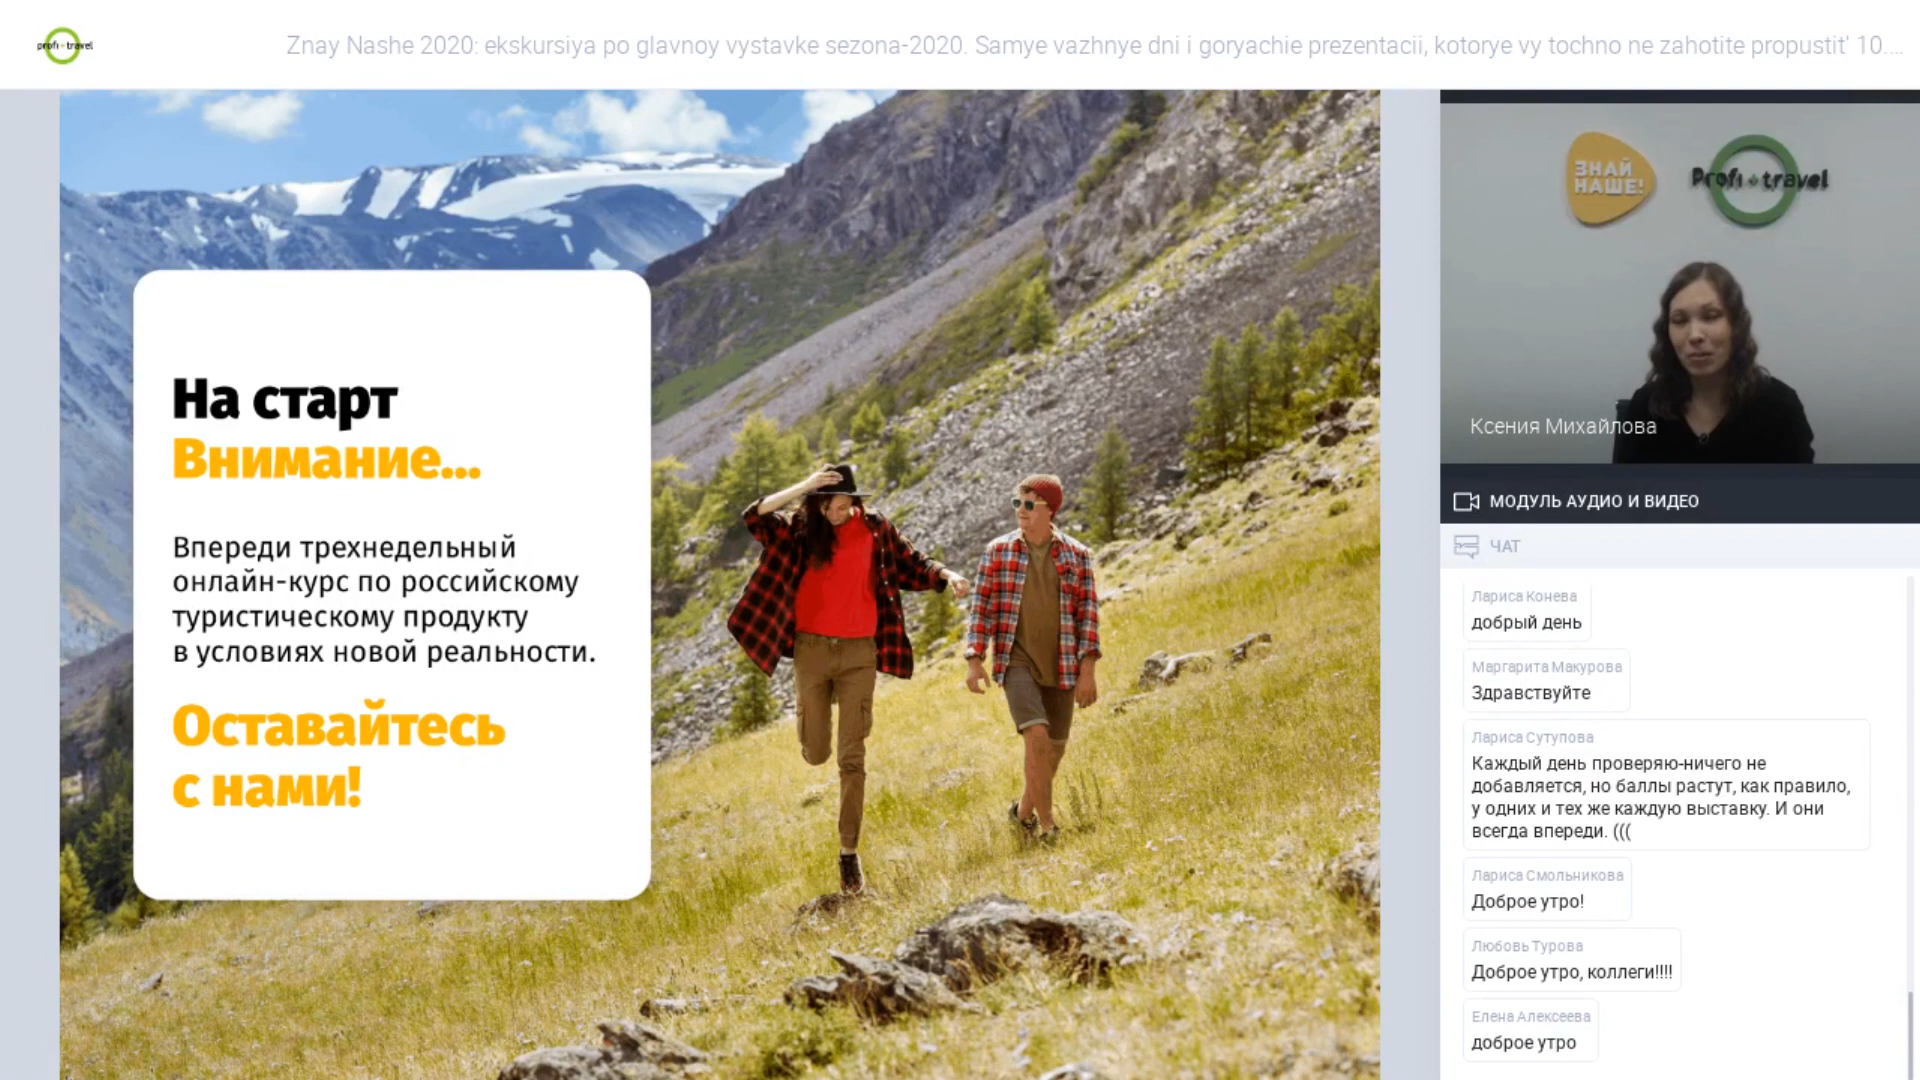 profi travel
Znay Nashe 2020: ekskursiya po glavnoy vystavke sezona-2020. Samye vazhnye dni i goryachie prezentacii, kotorye vy tochno ne zahotite propustit' 10....
На старт
Внимание...
Впереди трехнедельный
онлайн-курс по российскому
туристическому продукту
в условиях новой реальности.
Оставайтесь
с нами!
ЗНАЙ
НАШЕ!
Profi travel
Ксения Михайлова
МОДУЛЬ АУДИО И ВИДЕО
ЧАТ
Лариса Конева
добрый день
Маргарита Макурова
Здравствуйте
Лариса Сутупова
Каждый день проверяю-ничего не
добавляется, но баллы растут, как правило,
у одних и тех же каждую выставку. И они
всегда впереди. (((
Лариса Смольникова
Доброе утро!
Любовь Турова
Доброе утро, коллеги!!!!
Елена Алексеева
доброе утро